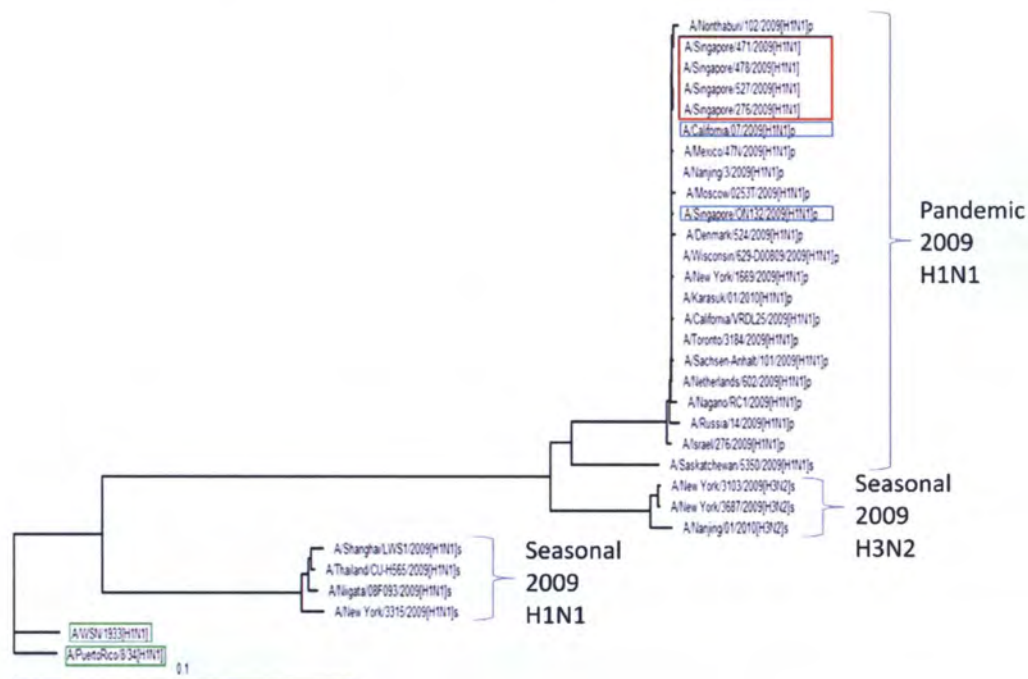 A/Nonthaburi/102/2009[H1N1]p
A/Singapore/471/2009[H1N1]
A/Singapore/478/2009[H1N1]
A/Singapore/527/2009[H1N1]
A/Singapore/276/2009[H1N1]
A/California/07/2009[H1N1]p
A/Mexico/47N/2009[H1N1]p
A/Nanjing/3/2009[H1N1]p
A/Moscow/0253T/2009[H1N1]p
A/Singapore/ON132/2009[H1N1]p
A/Denmark/524/2009[H1N1]p
A/Wisconsin/629-D00809/2009[H1N1]p
A/New York/1669/2009[H1N1]p
A/Karasuk/01/2010[H1N1]p
A/California/VRDL25/2009[H1N1]p
A/Toronto/3184/2009[H1N1]p
A/Sachsen-Anhalt/101/2009[H1N1]p
A/Netherlands/602/2009[H1N1]p
A/Nagano/RC1/2009[H1N1]p
A/Russia/14/2009[H1N1]p
A/Israel/276/2009[H1N1]p
A/Saskatchewan/5350/2009[H1N1]s
Pandemic
2009
H1N1
A/New York/3103/2009[H3N2]s
A/New York/3687/2009[H3N2]s
A/Nanjing/01/2010[H3N2]s
Seasonal
2009
H3N2
A/Shanghai/LWS1/2009[H1N1]s
A/Thailand/CU-H565/2009[H1N1]s
A/Niigata/08F093/2009[H1N1]s
A/New York/3315/2009[H1N1]s
Seasonal
2009
H1N1
A/WSN/1933[H1N1]
A/PuertoRico/8/34[H1N1]
0.1